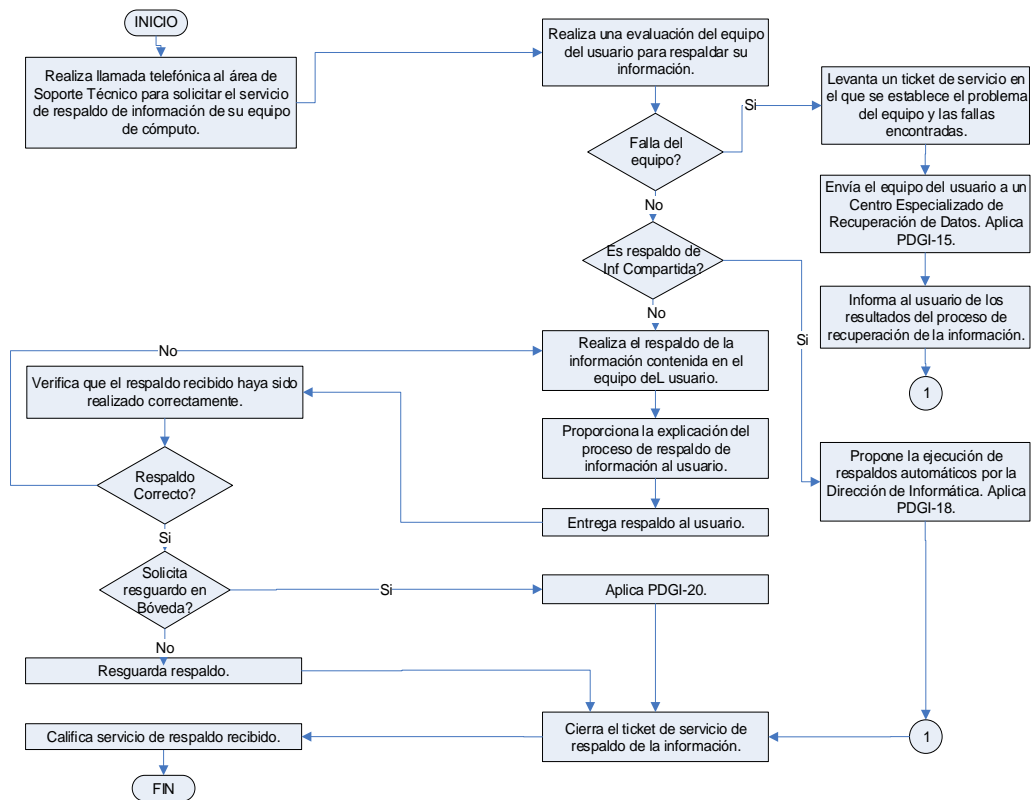 INICIO
Realiza llamada telefónica al área de
Soporte Técnico para solicitar el servicio
de respaldo de información de su equipo
de cómputo.
Realiza una evaluación del equipo
del usuario para respaldar su
información.
Falla del
equipo?
Si
Levanta un ticket de servicio en
el que se establece el problema
del equipo y las fallas
encontradas.
Envía el equipo del usuario a un
Centro Especializado de
Recuperación de Datos. Aplica
PDGI-15.
Informa al usuario de los
resultados del proceso de
recuperación de la información.
1
No
Es respaldo de
Inf Compartida?
Si
No
Realiza el respaldo de la
información contenida en el
equipo deL usuario.
Proporciona la explicación del
proceso de respaldo de
información al usuario.
Entrega respaldo al usuario.
Propone la ejecución de
respaldos automáticos por la
Dirección de Informática. Aplica
PDGI-18.
No
Verifica que el respaldo recibido haya sido
realizado correctamente.
Respaldo
Correcto?
Si
Solicita
resguardo en
Bóveda?
Si
Aplica PDGI-20.
No
Resguarda respaldo.
Cierra el ticket de servicio de
respaldo de la información.
1
Califica servicio de respaldo recibido.
FIN